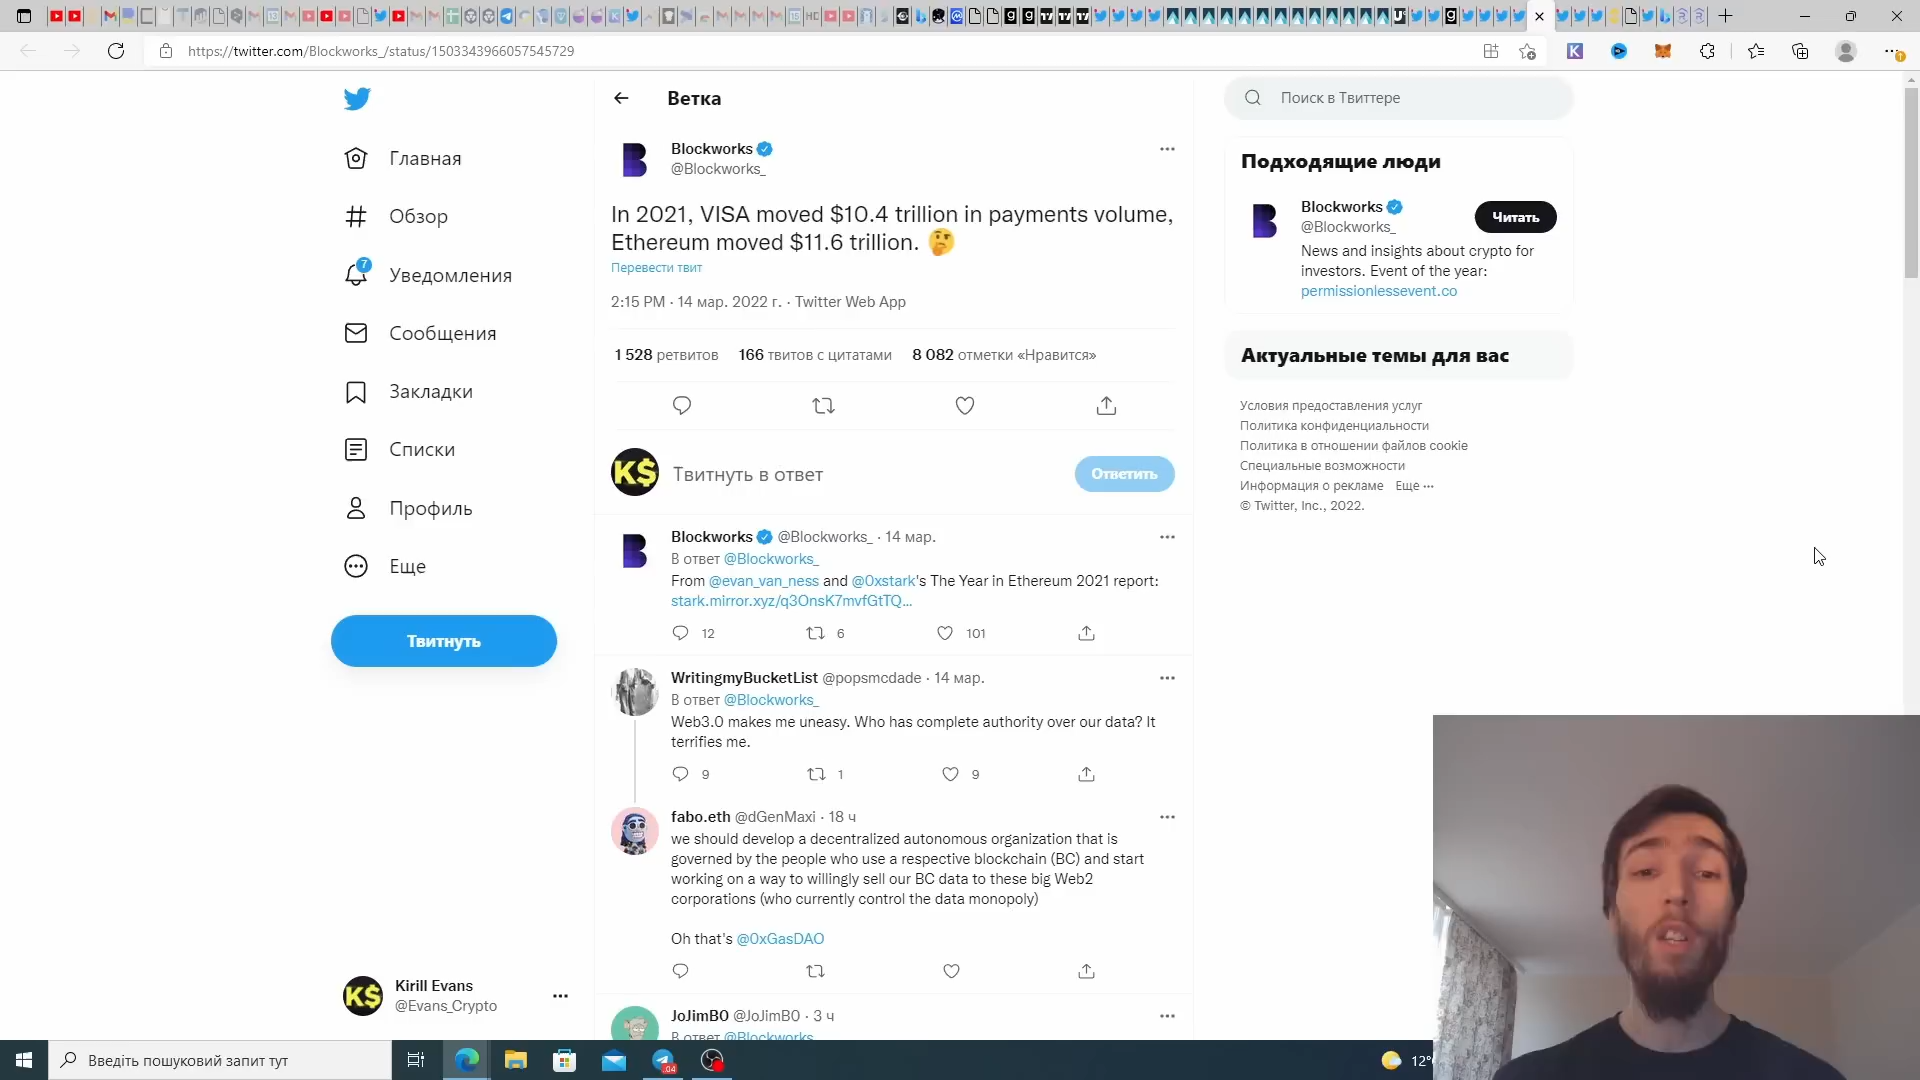 https://twitter.com/Blockworks_/status/1503343966057545729
Главная
Обзор
7
Уведомления
Сообщения
Закладки
Списки
Профиль
Еще
Твитнуть
K$
Kirill Evans
@Evans_Crypto
Ветка
Blockworks
@Blockworks_
In 2021, VISA moved $10.4 trillion in payments volume,
Ethereum moved $11.6 trillion. 🤔
Перевести твит
2:15 PM · 14 мар. 2022 г. · Twitter Web App
1 528 ретвитов 166 твитов с цитатами 8 082 отметки «Нравится»
K$
Твитнуть в ответ
Ответить
Blockworks @Blockworks_ · 14 мар.
В ответ @Blockworks_
From @evan_van_ness and @0xstark's The Year in Ethereum 2021 report:
stark.mirror.xyz/q3OnsK7mvfGtTQ...
12 6 101
WritingmyBucketList @popsmcdade · 14 мар.
В ответ @Blockworks_
Web3.0 makes me uneasy. Who has complete authority over our data? It
terrifies me.
9 1 9
fabo.eth @dGenMaxi · 18 ч
we should develop a decentralized autonomous organization that is
governed by the people who use a respective blockchain (BC) and start
working on a way to willingly sell our BC data to these big Web2
corporations (who currently control the data monopoly)
Oh that's @0xGasDAO
JoJimB0 @JoJimB0 · 3 ч
В ответ @Blockworks_
Поиск в Твиттере
Подходящие люди
Blockworks
@Blockworks_
Читать
News and insights about crypto for
investors. Event of the year:
permissionlessevent.co
Актуальные темы для вас
Условия предоставления услуг
Политика конфиденциальности
Политика в отношении файлов cookie
Специальные возможности
Информация о рекламе Еще ···
© Twitter, Inc., 2022.
Введіть пошуковий запит тут
12°